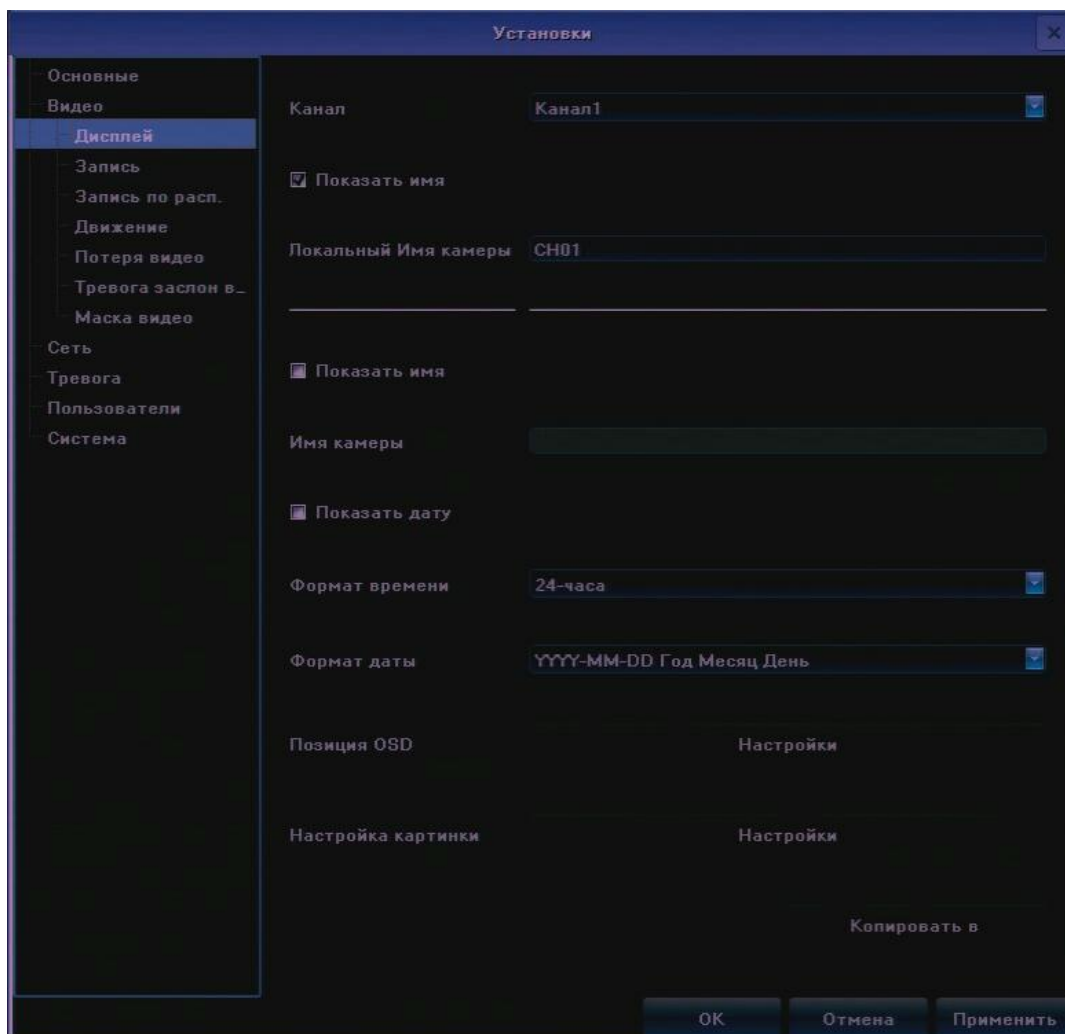 Установки
Основные
Видео
Дисплей
Запись
Запись по расп.
Движение
Потеря видео
Тревога заслон в_
Маска видео
Сеть
Тревога
Пользователи
Система
Канал Канал1
Показать имя
Локальный Имя камеры CH01
Показать имя
Имя камеры
Показать дату
Формат времени 24-часа
Формат даты YYYY-MM-DD Год Месяц День
Позиция OSD Настройки
Настройка картинки Настройки
Копировать в
OK Отмена Применить